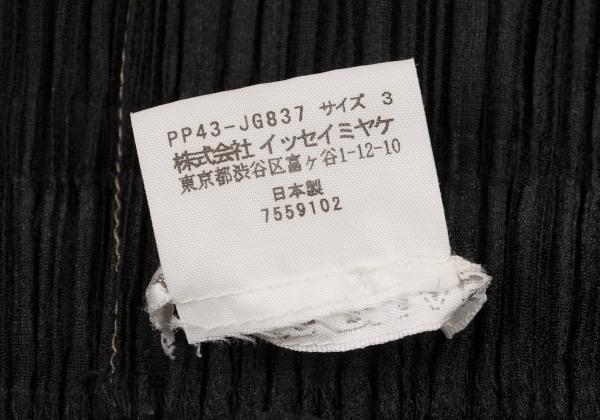 PP43-JG837 サイズ 3
株式会社 イッセイミヤケ
東京都渋谷区富ヶ谷1-12-10
日本製
7559102